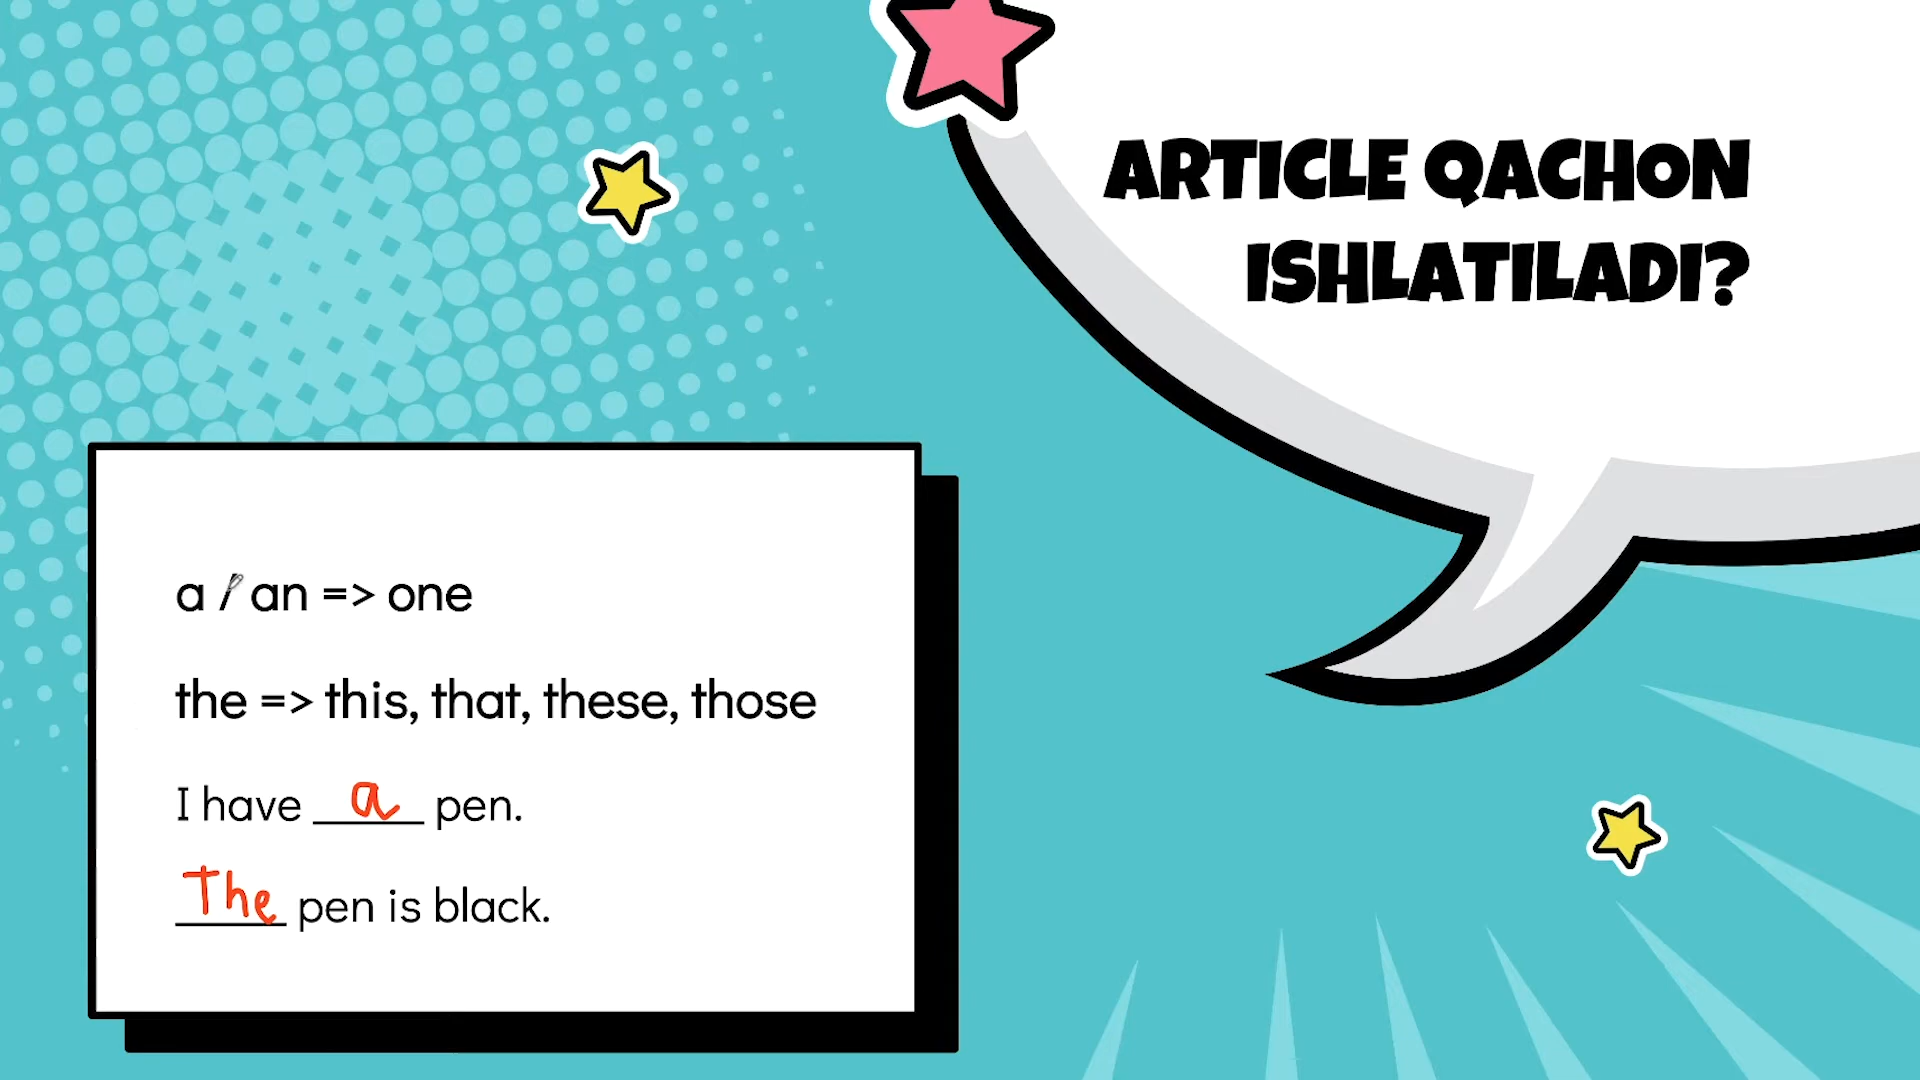 ARTICLE QACHON
ISHLATILADI?
a / an => one
the => this, that, these, those
I have a pen.
The pen is black.